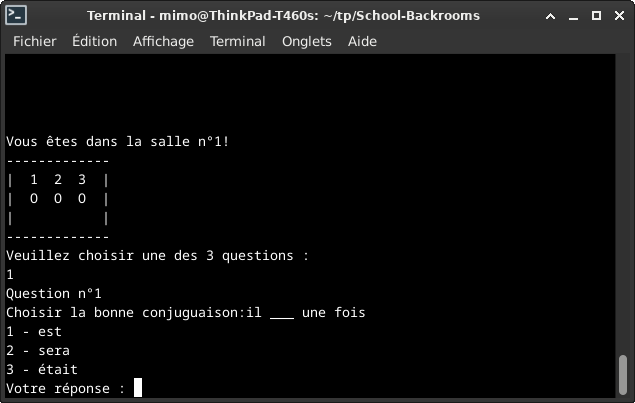 Terminal - mimo@ThinkPad-T460s: ~/tp/School-Backrooms
Fichier Édition Affichage Terminal Onglets Aide
Vous êtes dans la salle n°1!
-------------
|  1  2  3  |
|  0  0  0  |
|           |
-------------
Veuillez choisir une des 3 questions :
1
Question n°1
Choisir la bonne conjuguaison:il ___ une fois
1 - est
2 - sera
3 - était
Votre réponse :